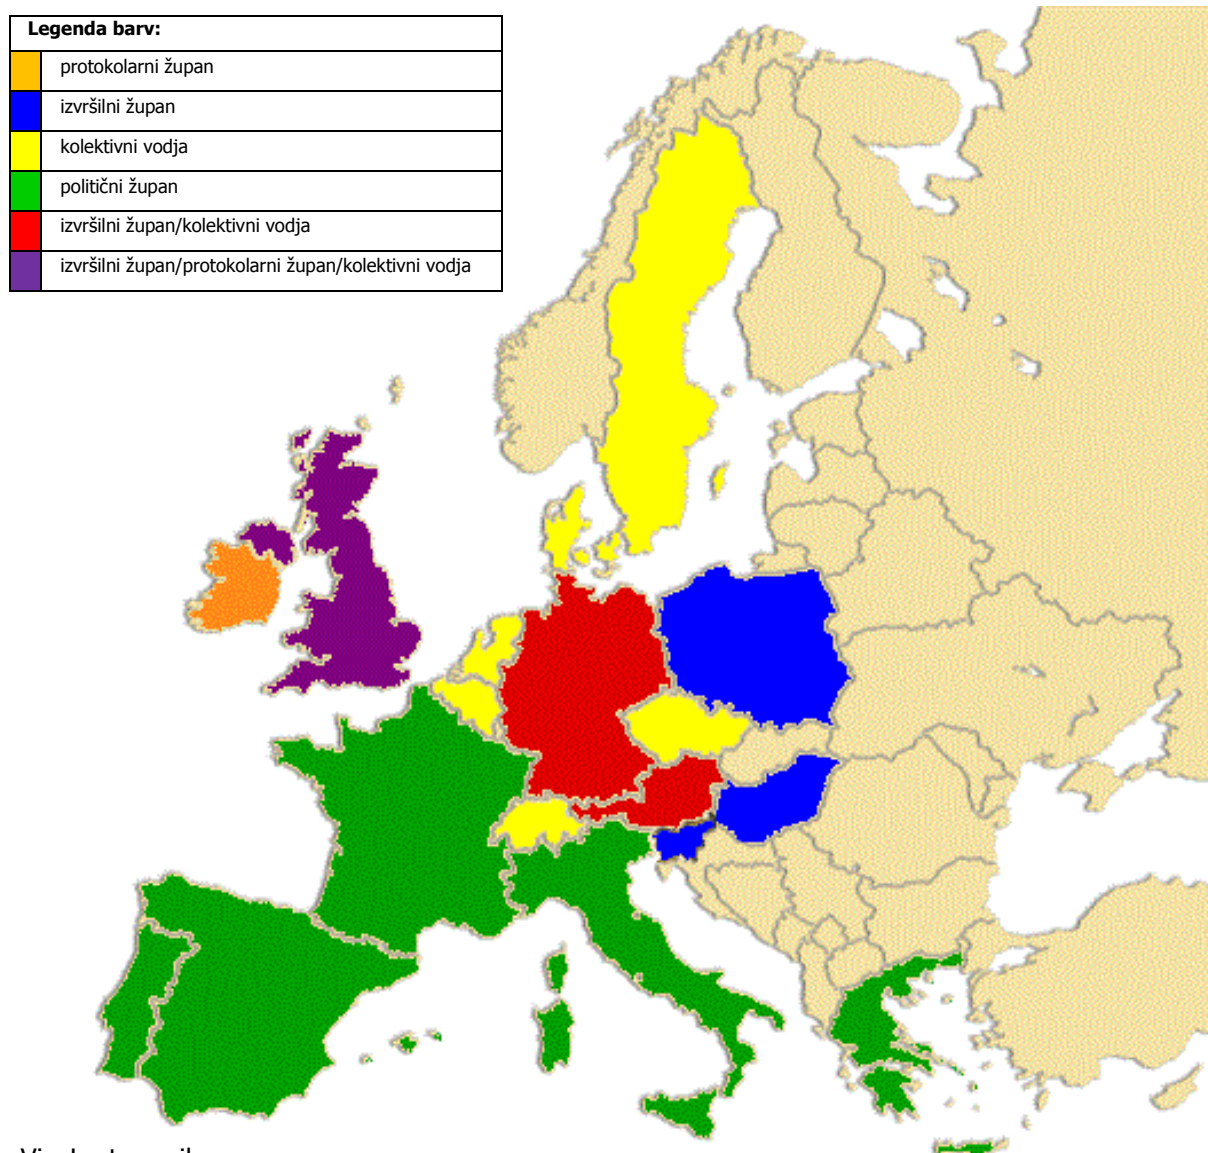 Legenda barv:
protokolarni župan
izvršilni župan
kolektivni vodja
politični župan
izvršilni župan/kolektivni vodja
izvršilni župan/protokolarni župan/kolektivni vodja